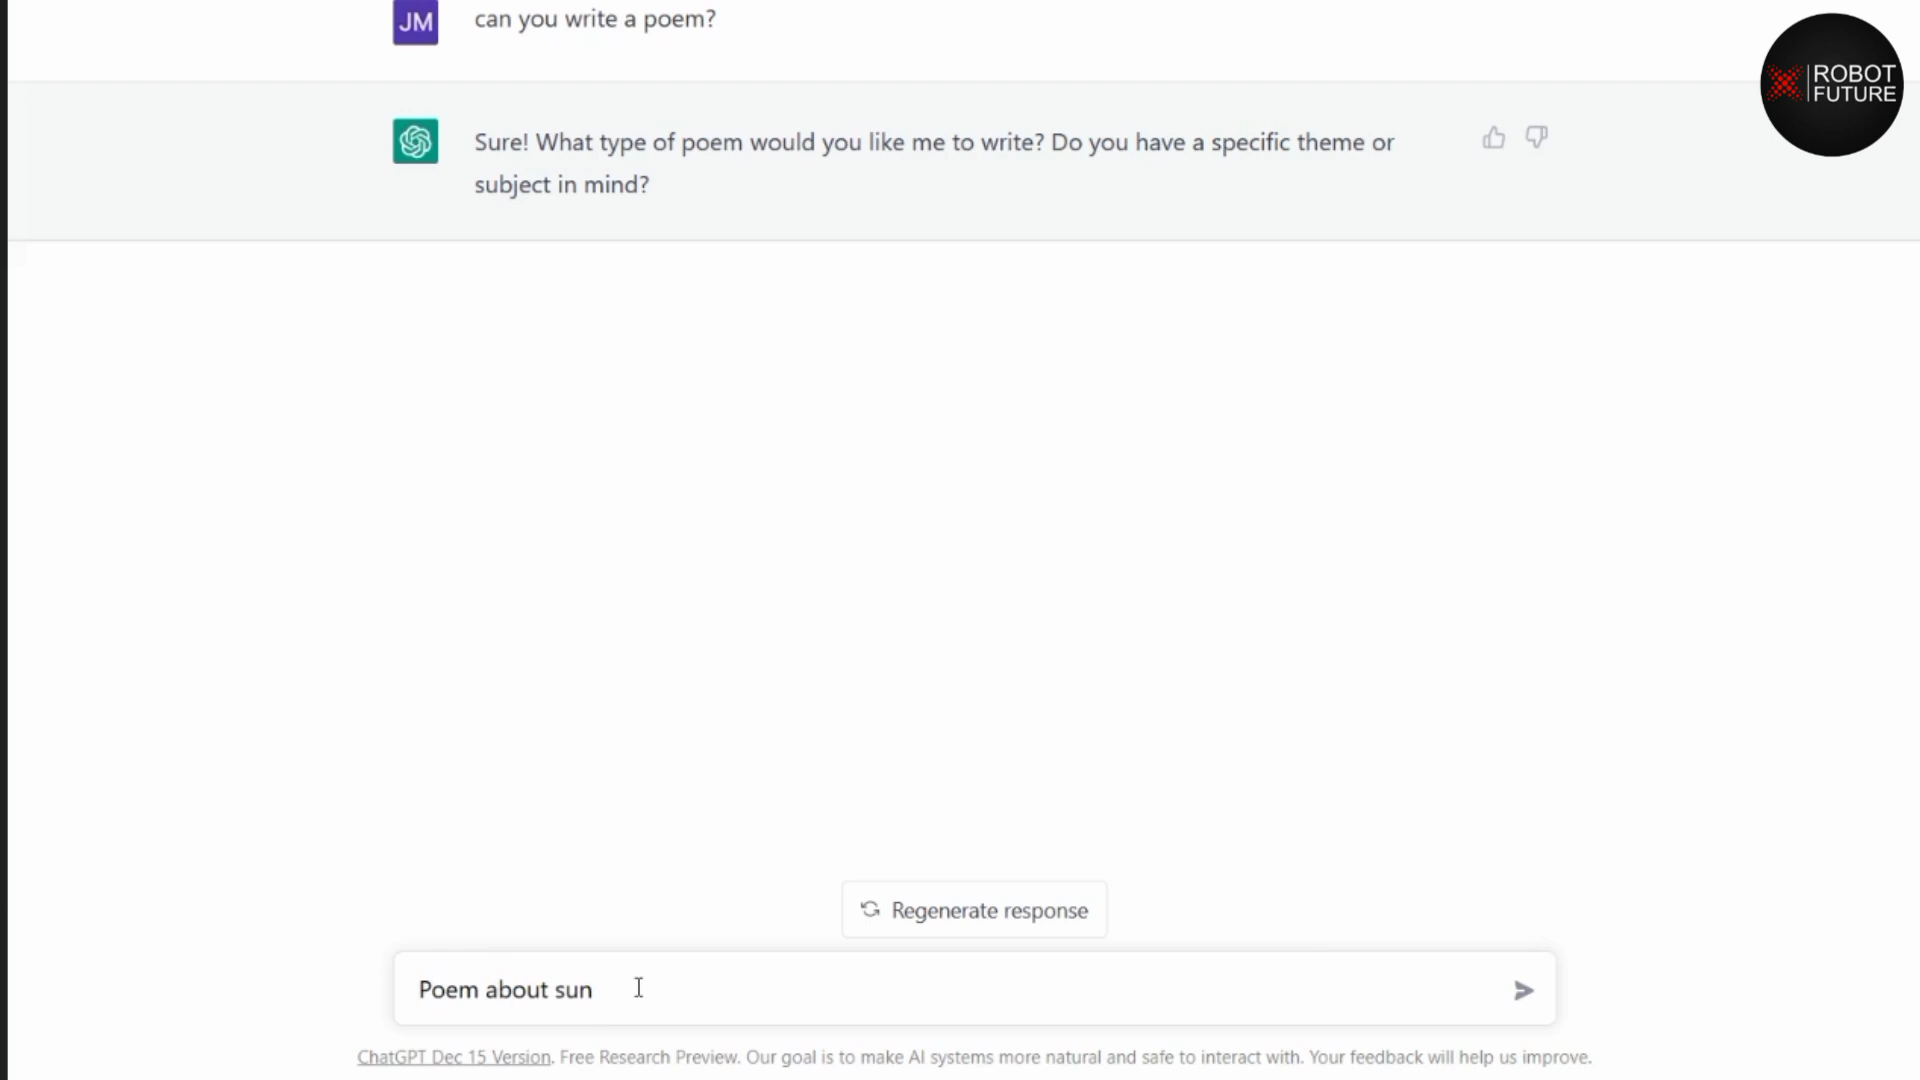 JM can you write a poem?
ROBOT
FUTURE
Sure! What type of poem would you like me to write? Do you have a specific theme or
subject in mind?
Regenerate response
Poem about sun
ChatGPT Dec 15 Version. Free Research Preview. Our goal is to make AI systems more natural and safe to interact with. Your feedback will help us improve.